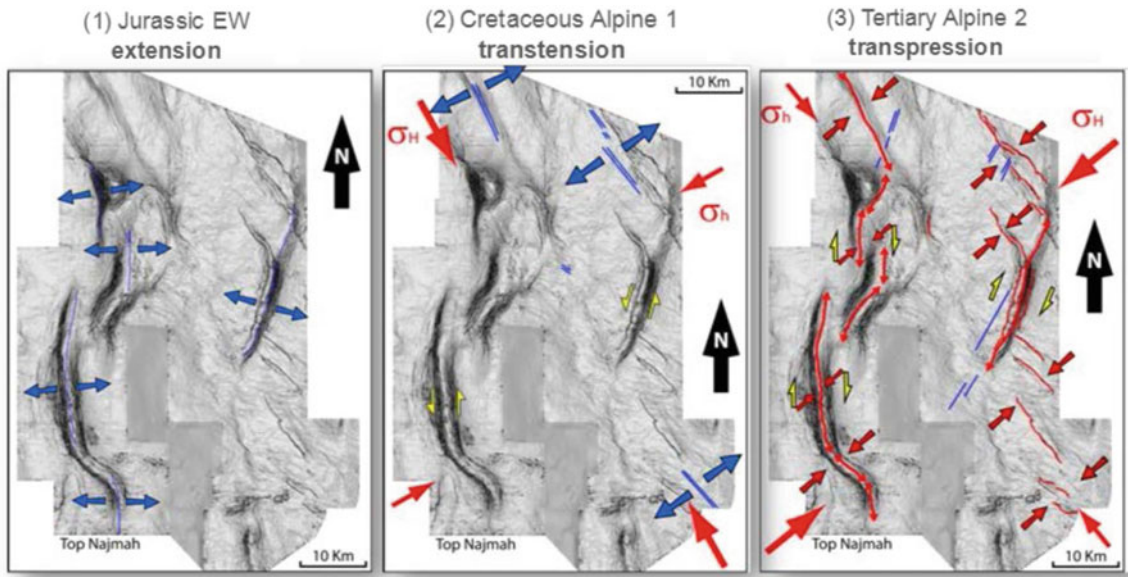 (1) Jurassic EW
extension
(2) Cretaceous Alpine 1
transtension
(3) Tertiary Alpine 2
transpression
N
Top Najmah
10 Km
10 Km
σH
σh
N
Top Najmah
σh
σH
N
Top Najmah
10 Km